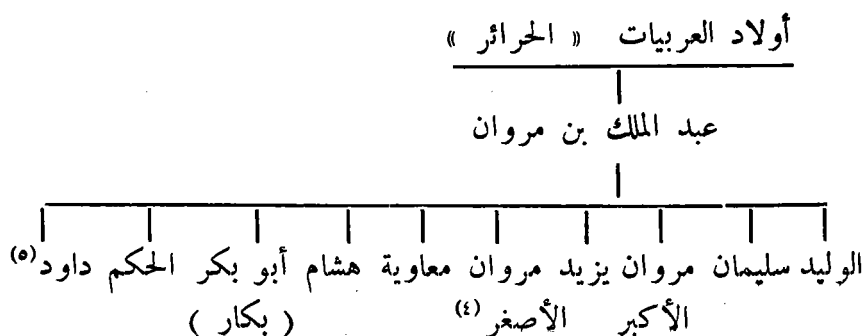 أولاد العربيات « الحرائر »
عبد الملك بن مروان
الوليد سليمان مروان يزيد مروان معاوية هشام أبو بكر الحكم داود (٥)
الأكبر الأصغر (٤) ( بكار )